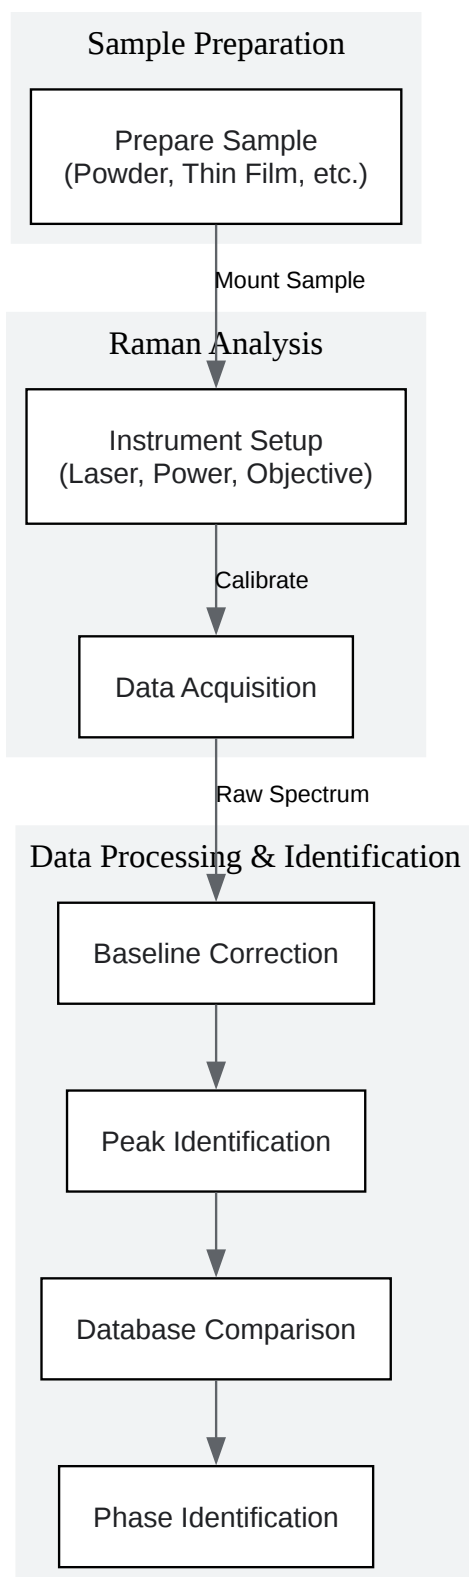 Sample Preparation
Prepare Sample
(Powder, Thin Film, etc.)
Mount Sample
Raman Analysis
Instrument Setup
(Laser, Power, Objective)
Calibrate
Data Acquisition
Raw Spectrum
Data Processing & Identification
Baseline Correction
Peak Identification
Database Comparison
Phase Identification